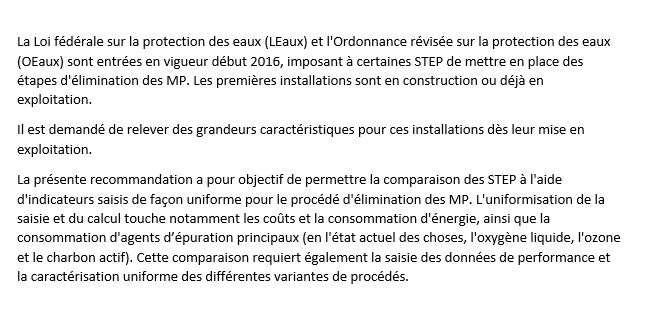 La Loi fédérale sur la protection des eaux (LEaux) et l'Ordonnance révisée sur la protection des eaux
(OEaux) sont entrées en vigueur début 2016, imposant à certaines STEP de mettre en place des
étapes d'élimination des MP. Les premières installations sont en construction ou déjà en
exploitation.
Il est demandé de relever des grandeurs caractéristiques pour ces installations dès leur mise en
exploitation.
La présente recommandation a pour objectif de permettre la comparaison des STEP à l'aide
d'indicateurs saisis de façon uniforme pour le procédé d'élimination des MP. L'uniformisation de la
saisie et du calcul touche notamment les coûts et la consommation d'énergie, ainsi que la
consommation d'agents d’épuration principaux (en l'état actuel des choses, l'oxygène liquide, l'ozone
et le charbon actif). Cette comparaison requiert également la saisie des données de performance et
la caractérisation uniforme des différentes variantes de procédés.